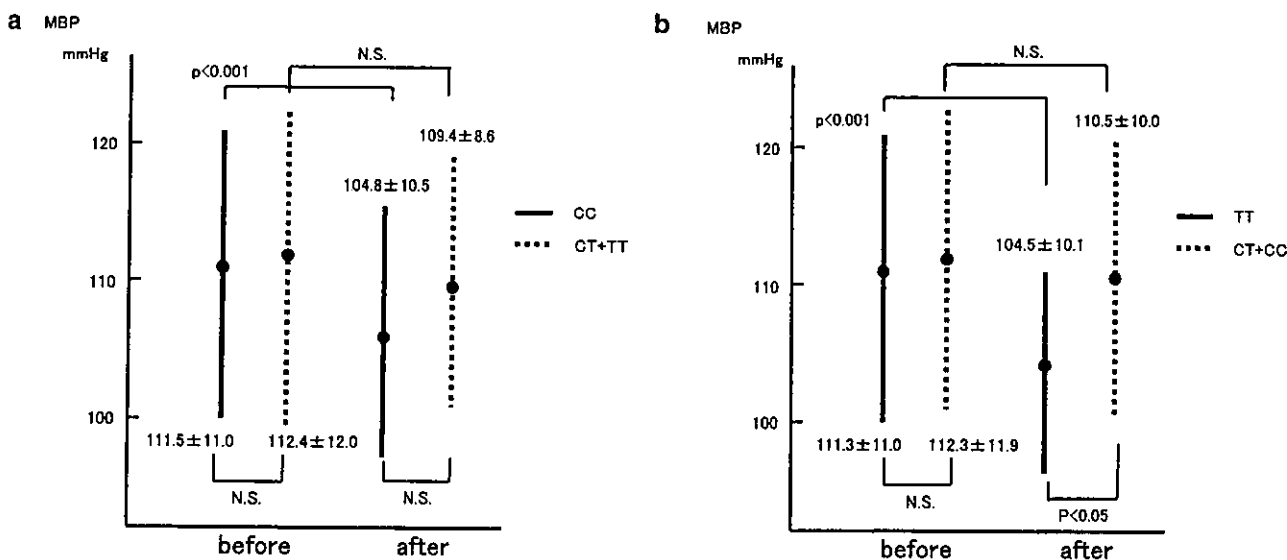 a MBP
mmHg
N.S.
p<0.001
120
109.4±8.6
104.8±10.5
CC
CT+TT
110
100
111.5±11.0
112.4±12.0
N.S.
N.S.
before
after
b MBP
mmHg
N.S.
p<0.001
110.5±10.0
120
TT
104.5±10.1
CT+CC
110
100
111.3±11.0
112.3±11.9
N.S.
P<0.05
before
after